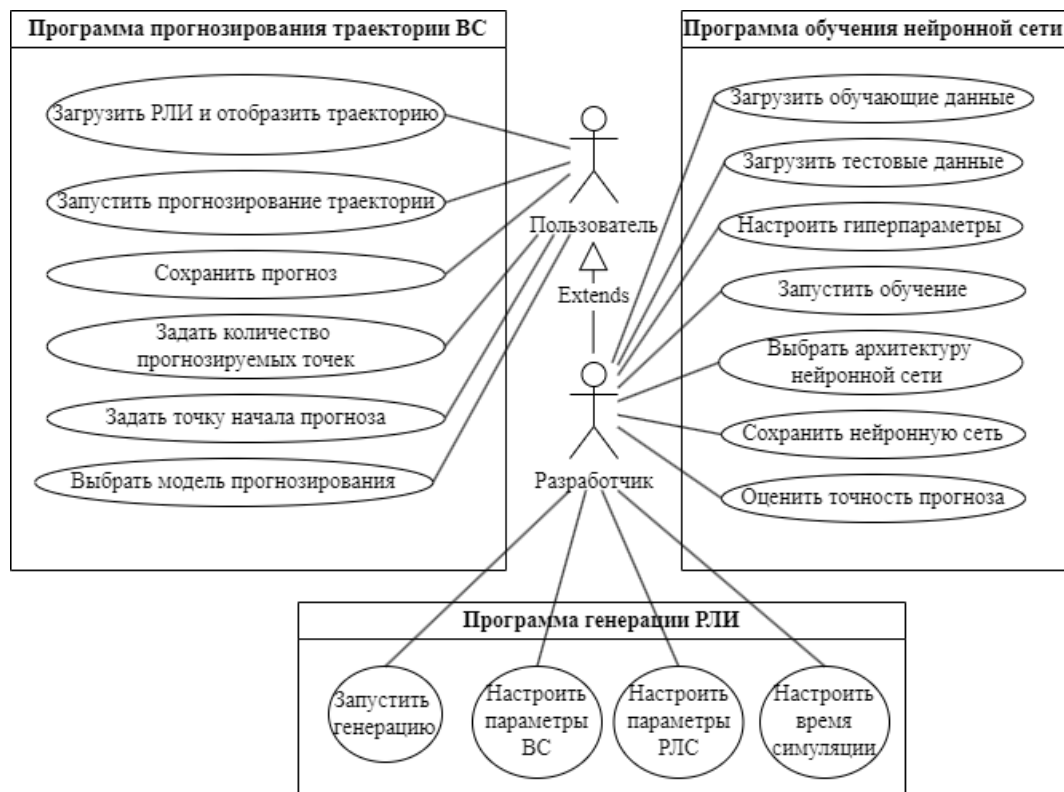 Программа прогнозирования траектории ВС
Загрузить РЛИ и отобразить траекторию
Запустить прогнозирование траектории
Сохранить прогноз
Задать количество
прогнозируемых точек
Задать точку начала прогноза
Выбрать модель прогнозирования
Пользователь
Extends
Разработчик
Программа обучения нейронной сети
Загрузить обучающие данные
Загрузить тестовые данные
Настроить гиперпараметры
Запустить обучение
Выбрать архитектуру
нейронной сети
Сохранить нейронную сеть
Оценить точность прогноза
Программа генерации РЛИ
Запустить
генерацию
Настроить
параметры
ВС
Настроить
параметры
РЛС
Настроить
время
симуляции